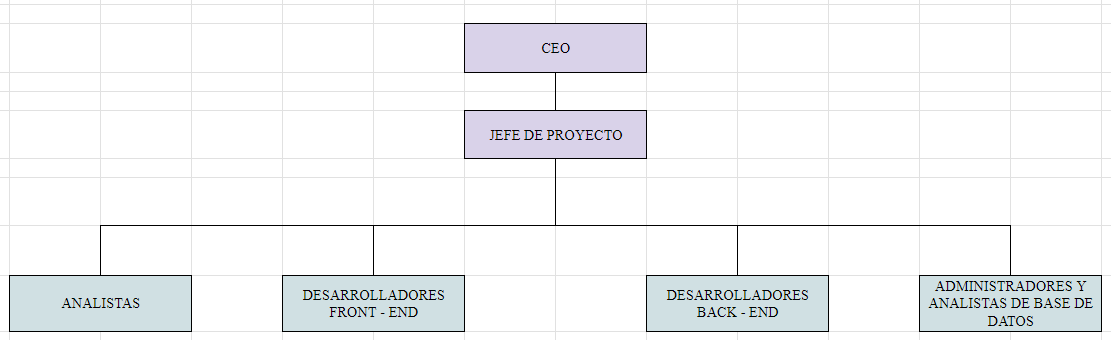 CEO
JEFE DE PROYECTO
ANALISTAS
DESARROLLADORES
FRONT - END
DESARROLLADORES
BACK - END
ADMINISTRADORES Y
ANALISTAS DE BASE DE
DATOS